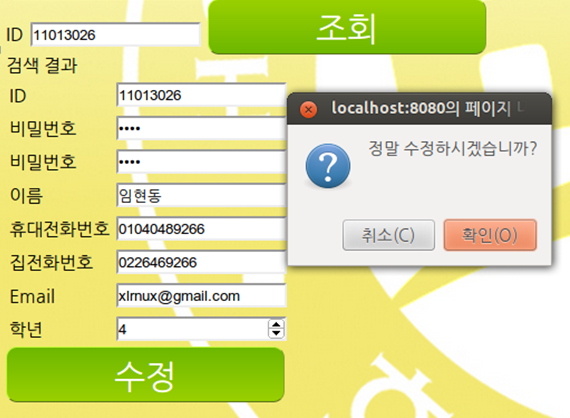 ID 11013026 조회
검색 결과
ID 11013026
비밀번호 ••••
비밀번호 ••••
이름 임현동
휴대전화번호 01040489266
집전화번호 0226469266
Email xlrnux@gmail.com
학년 4
수정
localhost:8080의 페이지
정말 수정하시겠습니까?
취소(C) 확인(O)